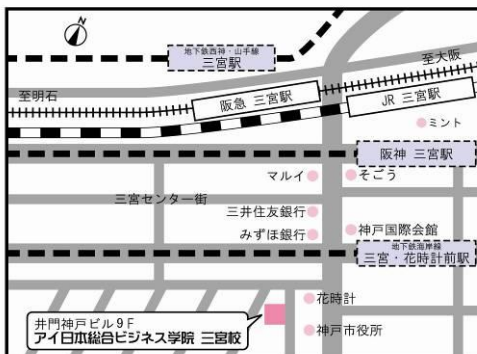 N
地下鉄西神・山手線
三宮駅
至大阪
至明石
阪急 三宮駅
JR 三宮駅
ミント
阪神 三宮駅
マルイ
そごう
三宮センター街
三井住友銀行
みずほ銀行
神戸国際会館
地下鉄海岸線
三宮・花時計前駅
花時計
井門神戸ビル9F
アイ日本総合ビジネス学院 三宮校
神戸市役所